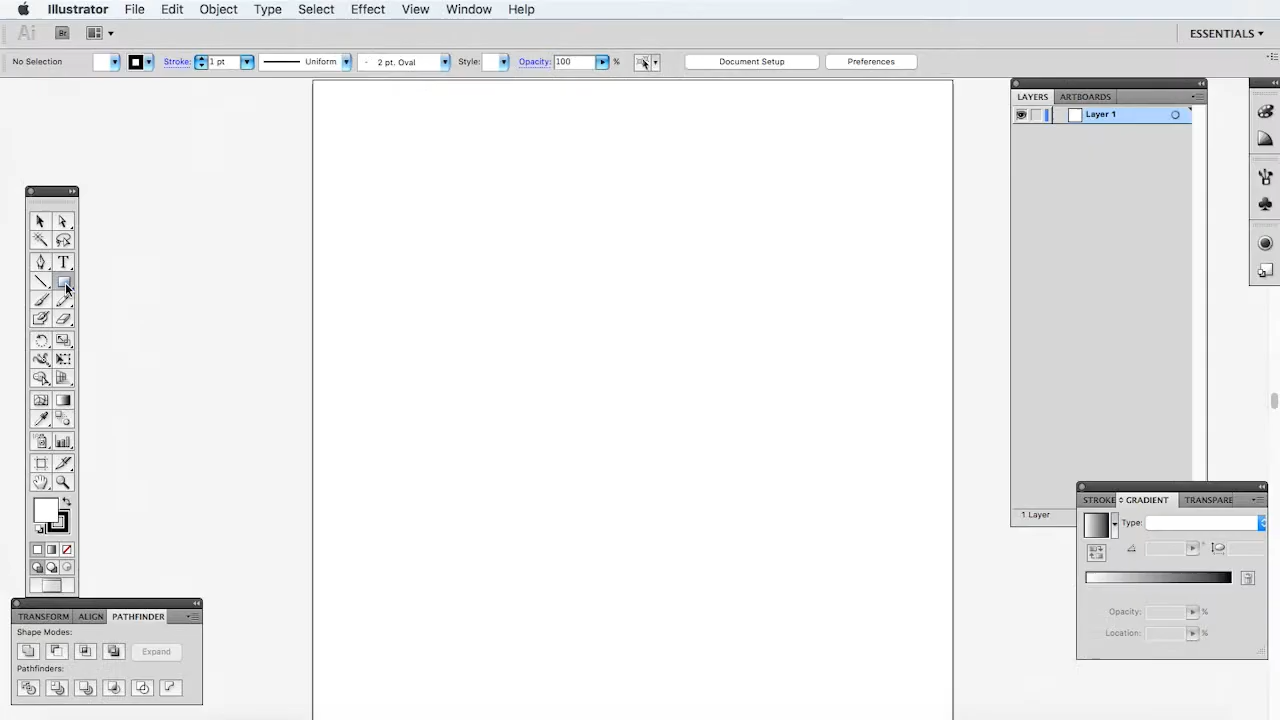 Illustrator File Edit Object Type Select Effect View Window Help
Ai Br ESSENTIALS
No Selection Stroke: 1 pt Uniform 2 pt. Oval Style: Opacity: 100 % Document Setup Preferences
LAYERS ARTBOARDS
Layer 1
T
1 Layer
STROKE GRADIENT TRANSPARE
Type:
Opacity: %
Location: %
TRANSFORM ALIGN PATHFINDER
Shape Modes:
Expand
Pathfinders: